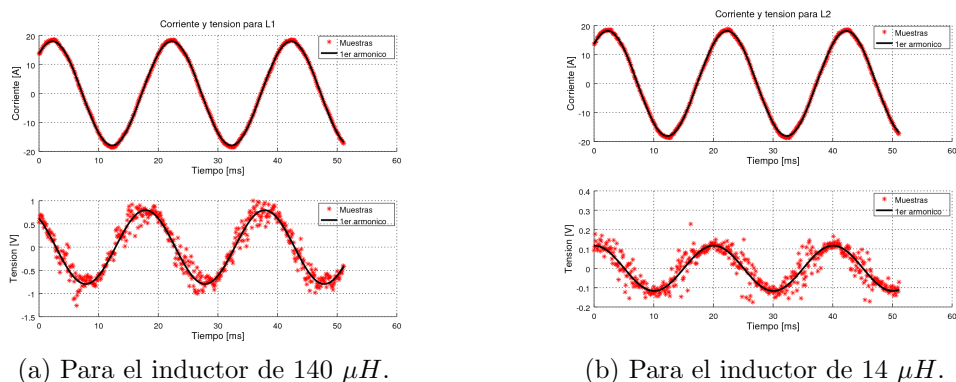 Corriente y tension para L1
20
10
0
-10
-20
Corriente [A]
Muestras
1er armonico
0 10 20 30 40 50 60
Tiempo [ms]
1
0.5
0
-0.5
-1
-1.5
Tension [V]
Muestras
1er armonico
0 10 20 30 40 50 60
Tiempo [ms]
(a) Para el inductor de 140 μH.
Corriente y tension para L2
20
10
0
-10
-20
Corriente [A]
Muestras
1er armonico
0 10 20 30 40 50 60
Tiempo [ms]
0.4
0.3
0.2
0.1
0
-0.1
-0.2
Tension [V]
Muestras
1er armonico
0 10 20 30 40 50 60
Tiempo [ms]
(b) Para el inductor de 14 μH.